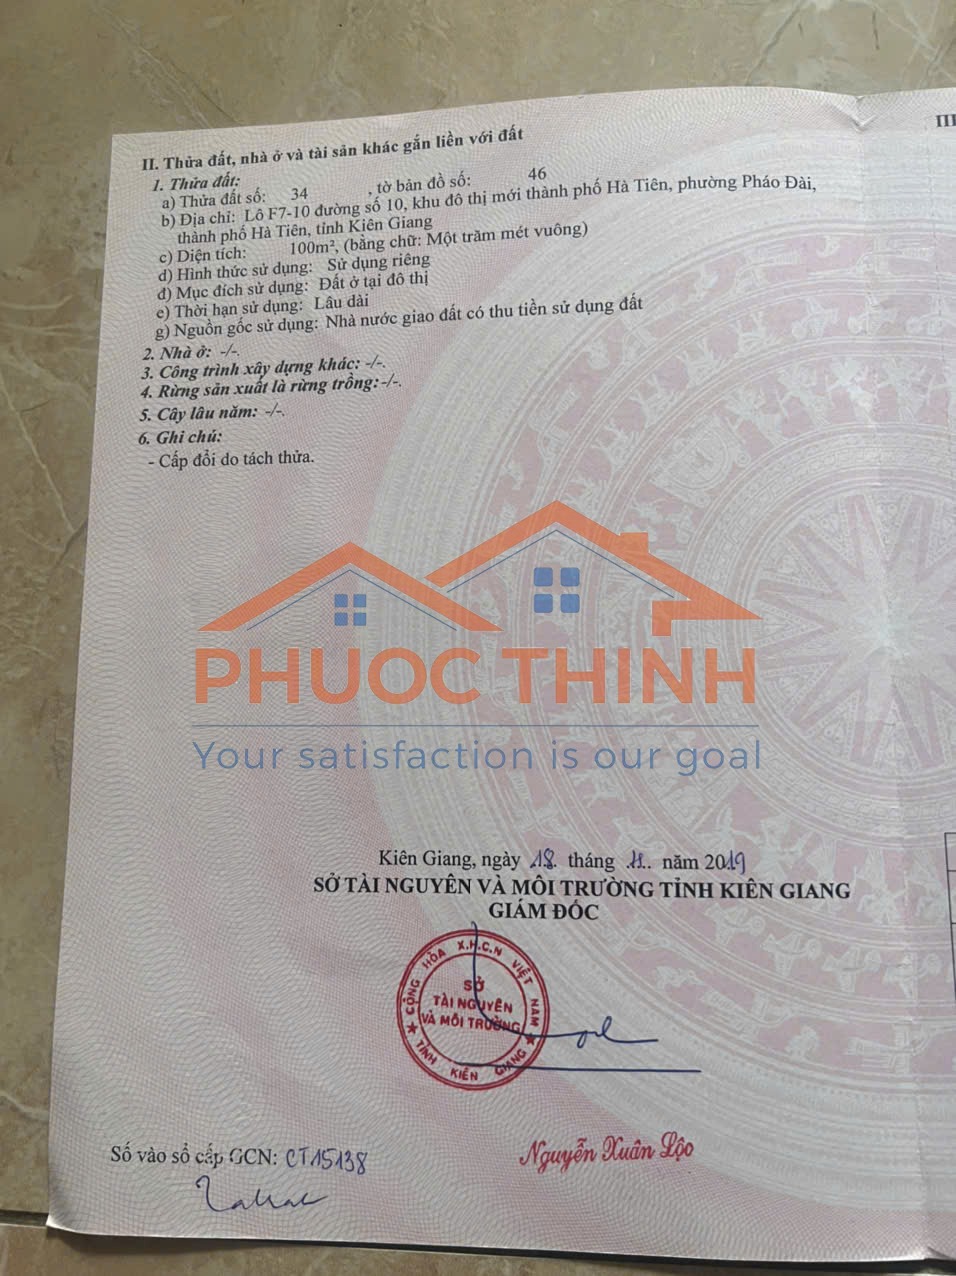 II. Thửa đất, nhà ở và tài sản khác gắn liền với đất
III
1. Thửa đất:
a) Thửa đất số: 34 , tờ bản đồ số: 46
b) Địa chỉ: Lô F7-10 đường số 10, khu đô thị mới thành phố Hà Tiên, phường Pháo Đài,
thành phố Hà Tiên, tỉnh Kiên Giang
c) Diện tích: 100m², (bằng chữ: Một trăm mét vuông)
d) Hình thức sử dụng: Sử dụng riêng
đ) Mục đích sử dụng: Đất ở tại đô thị
e) Thời hạn sử dụng: Lâu dài
g) Nguồn gốc sử dụng: Nhà nước giao đất có thu tiền sử dụng đất
2. Nhà ở: -/-.
3. Công trình xây dựng khác: -/-.
4. Rừng sản xuất là rừng trồng: -/-.
5. Cây lâu năm: -/-.
6. Ghi chú:
- Cấp đổi do tách thửa.
PHUOC THINH
Your satisfaction is our goal
Kiên Giang, ngày 18 tháng 11 năm 2019
SỞ TÀI NGUYÊN VÀ MÔI TRƯỜNG TỈNH KIÊN GIANG
GIÁM ĐỐC
CỘNG HÒA X.H.C.N VIỆT NAM
SỞ
TÀI NGUYÊN
VÀ MÔI TRƯỜNG
TỈNH KIÊN GIANG
Nguyễn Xuân Lộc
Số vào sổ cấp GCN: CT15138